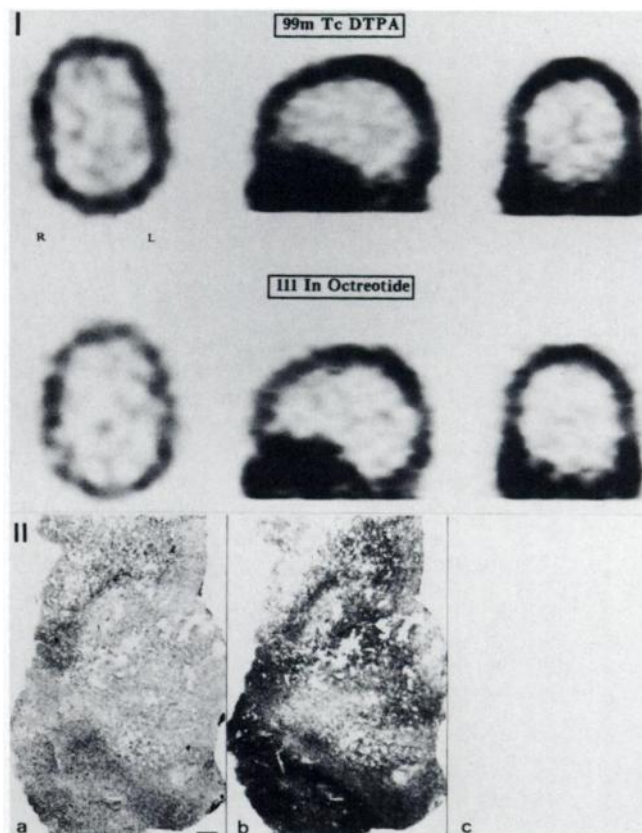 I
99m Tc DTPA
R L
111 In Octreotide
II
a b c